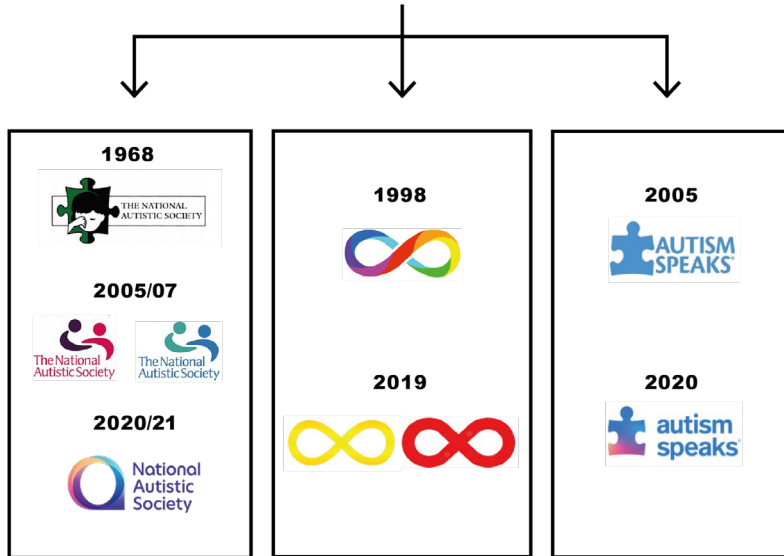 1968
THE NATIONAL
AUTISTIC SOCIETY
2005/07
The National
Autistic Society
The National
Autistic Society
2020/21
National
Autistic
Society
1998
2019
2005
AUTISM
SPEAKS®
2020
autism
speaks®